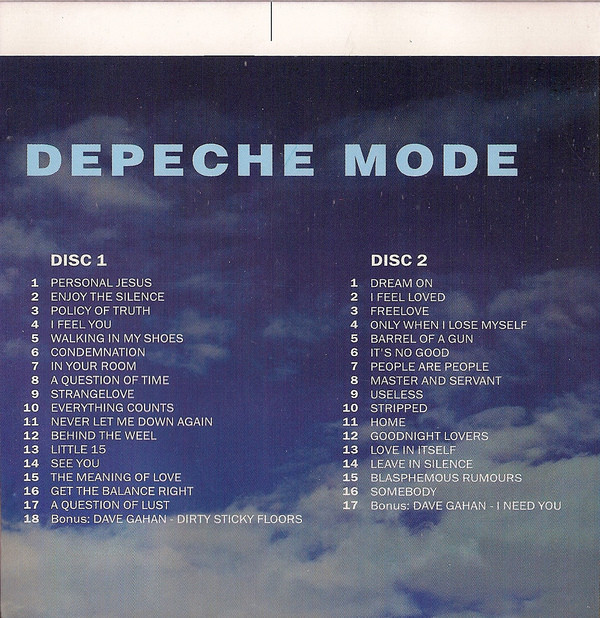 DEPECHE MODE
DISC 1
1 PERSONAL JESUS
2 ENJOY THE SILENCE
3 POLICY OF TRUTH
4 I FEEL YOU
5 WALKING IN MY SHOES
6 CONDEMNATION
7 IN YOUR ROOM
8 A QUESTION OF TIME
9 STRANGELOVE
10 EVERYTHING COUNTS
11 NEVER LET ME DOWN AGAIN
12 BEHIND THE WEEL
13 LITTLE 15
14 SEE YOU
15 THE MEANING OF LOVE
16 GET THE BALANCE RIGHT
17 A QUESTION OF LUST
18 Bonus: DAVE GAHAN - DIRTY STICKY FLOORS
DISC 2
1 DREAM ON
2 I FEEL LOVED
3 FREELOVE
4 ONLY WHEN I LOSE MYSELF
5 BARREL OF A GUN
6 IT'S NO GOOD
7 PEOPLE ARE PEOPLE
8 MASTER AND SERVANT
9 USELESS
10 STRIPPED
11 HOME
12 GOODNIGHT LOVERS
13 LOVE IN ITSELF
14 LEAVE IN SILENCE
15 BLASPHEMOUS RUMOURS
16 SOMEBODY
17 Bonus: DAVE GAHAN - I NEED YOU